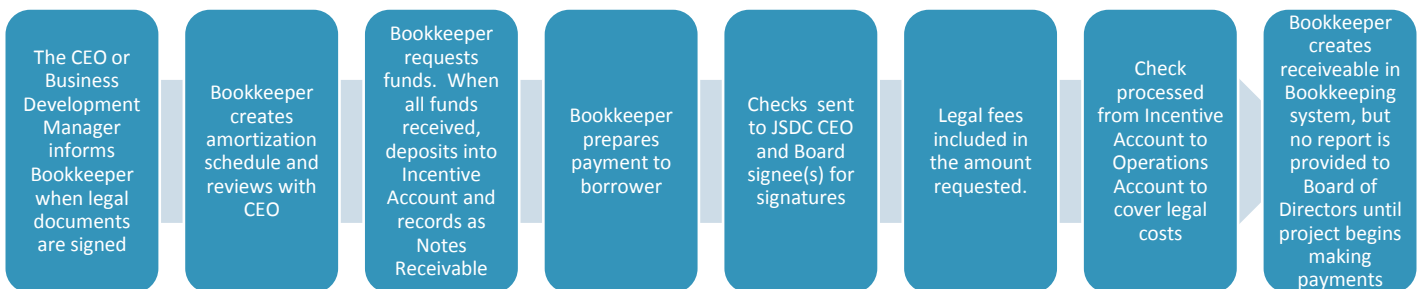 The CEO or
Business
Development
Manager
informs
Bookkeeper
when legal
documents
are signed
Bookkeeper
creates
amortization
schedule and
reviews with
CEO
Bookkeeper
requests
funds.  When
all funds
received,
deposits into
Incentive
Account and
records as
Notes
Receivable
Bookkeeper
prepares
payment to
borrower
Checks  sent
to JSDC CEO
and Board
signee(s) for
signatures
Legal fees
included in
the amount
requested.
Check
processed
from Incentive
Account to
Operations
Account to
cover legal
costs
Bookkeeper
creates
receiveable in
Bookkeeping
system, but
no report is
provided to
Board of
Directors until
project begins
making
payments